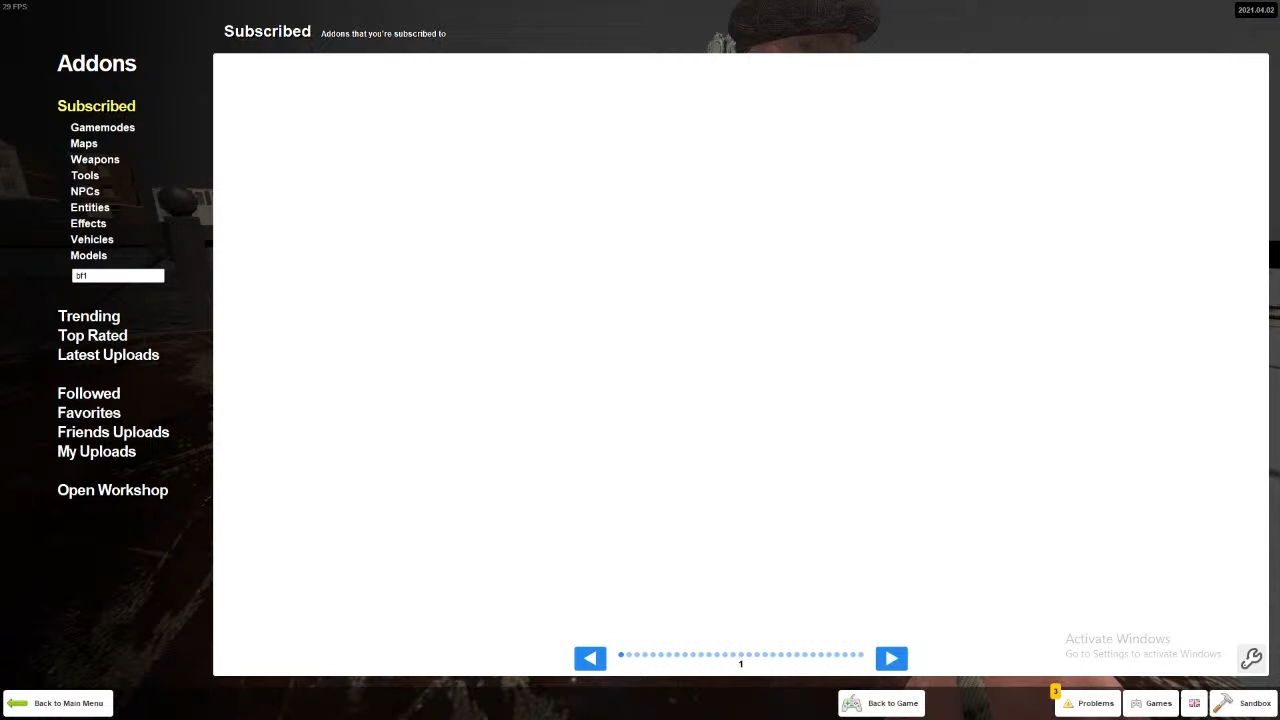 29 FPS
2021.04.02
Subscribed Addons that you're subscribed to
Addons
Subscribed
Gamemodes
Maps
Weapons
Tools
NPCs
Entities
Effects
Vehicles
Models
bf1
Trending
Top Rated
Latest Uploads
Followed
Favorites
Friends Uploads
My Uploads
Open Workshop
1
Activate Windows
Go to Settings to activate Windows.
Back to Main Menu
Back to Game
3
Problems
Games
Sandbox